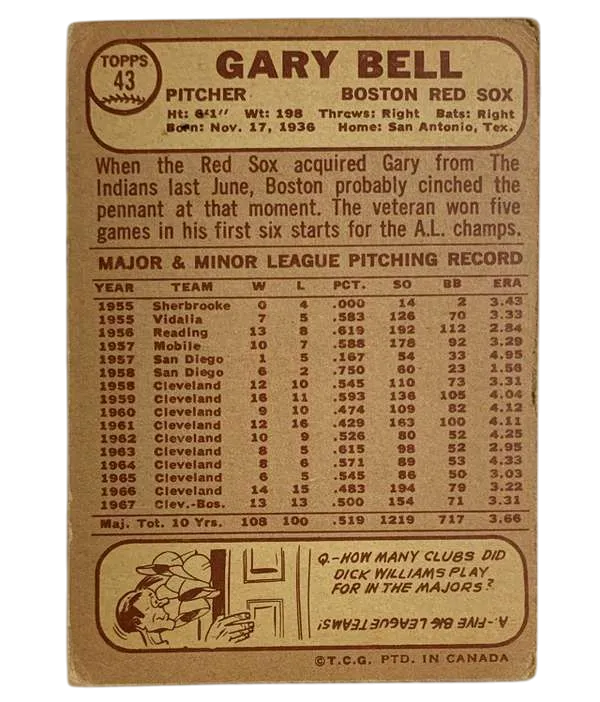 TOPPS
43
GARY BELL
PITCHER BOSTON RED SOX
Ht: 6'1" Wt: 198 Throws: Right Bats: Right
Born: Nov. 17, 1936 Home: San Antonio, Tex.
When the Red Sox acquired Gary from The
Indians last June, Boston probably cinched the
pennant at that moment. The veteran won five
games in his first six starts for the A.L. champs.
MAJOR & MINOR LEAGUE PITCHING RECORD
YEAR TEAM W L PCT. SO BB ERA
1955 Sherbrooke 0 4 .000 14 2 3.43
1955 Vidalia 7 5 .583 126 70 3.33
1956 Reading 13 8 .619 192 112 2.84
1957 Mobile 10 7 .588 178 92 3.29
1957 San Diego 1 5 .167 54 33 4.95
1958 San Diego 6 2 .750 60 23 1.56
1958 Cleveland 12 10 .545 110 73 3.31
1959 Cleveland 16 11 .593 136 105 4.04
1960 Cleveland 9 10 .474 109 82 4.12
1961 Cleveland 12 16 .429 163 100 4.11
1962 Cleveland 10 9 .526 80 52 4.25
1963 Cleveland 8 5 .615 98 52 2.95
1964 Cleveland 8 6 .571 89 53 4.33
1965 Cleveland 6 5 .545 86 50 3.03
1966 Cleveland 14 15 .483 194 79 3.22
1967 Clev.-Bos. 13 13 .500 154 71 3.31
Maj. Tot. 10 Yrs. 108 100 .519 1219 717 3.66
Q.-HOW MANY CLUBS DID
DICK WILLIAMS PLAY
FOR IN THE MAJORS?
A-FIVE BIG LEAGUE TEAMS!
©T.C.G. PTD. IN CANADA